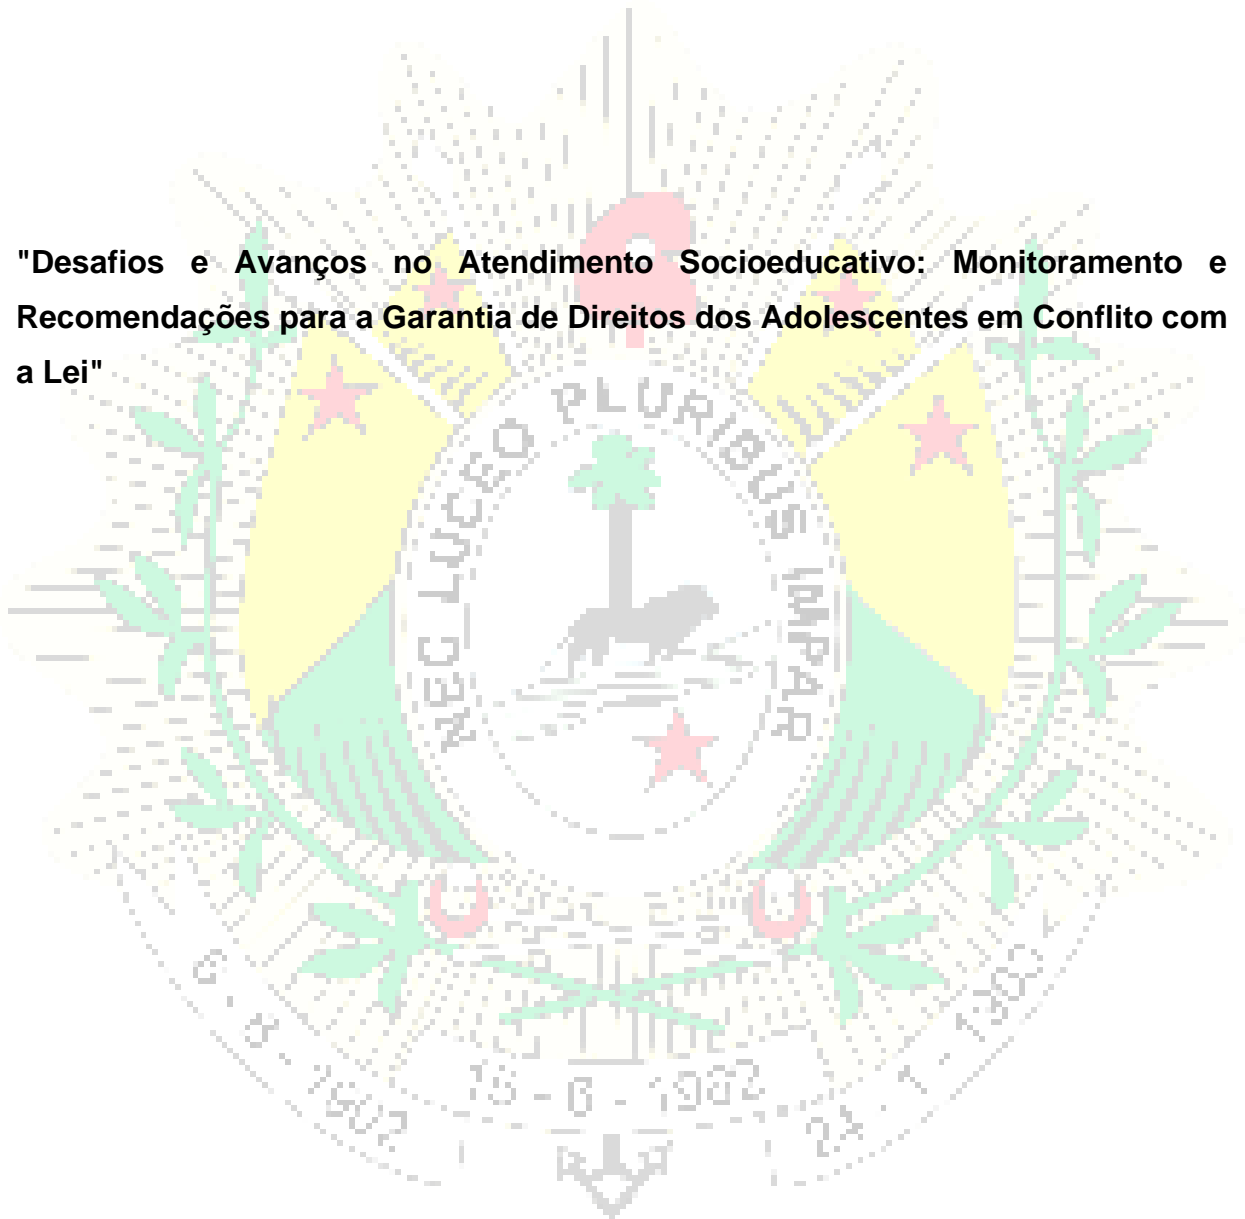 "Desafios e Avanços no Atendimento Socioeducativo: Monitoramento e
Recomendações para a Garantia de Direitos dos Adolescentes em Conflito com
a Lei"
NEC LUCEO PLURIBUS IMPAR
15 - 6 - 1962